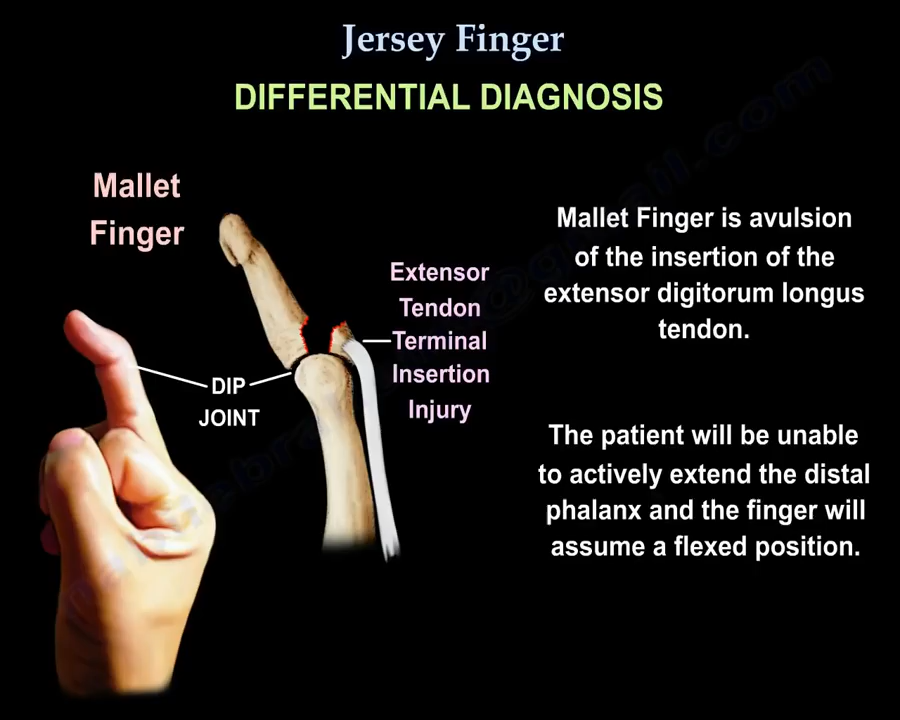 Jersey Finger
DIFFERENTIAL DIAGNOSIS
Mallet
Finger
Extensor
Tendon
Terminal
Insertion
Injury
DIP
JOINT
Mallet Finger is avulsion
of the insertion of the
extensor digitorum longus
tendon.
The patient will be unable
to actively extend the distal
phalanx and the finger will
assume a flexed position.